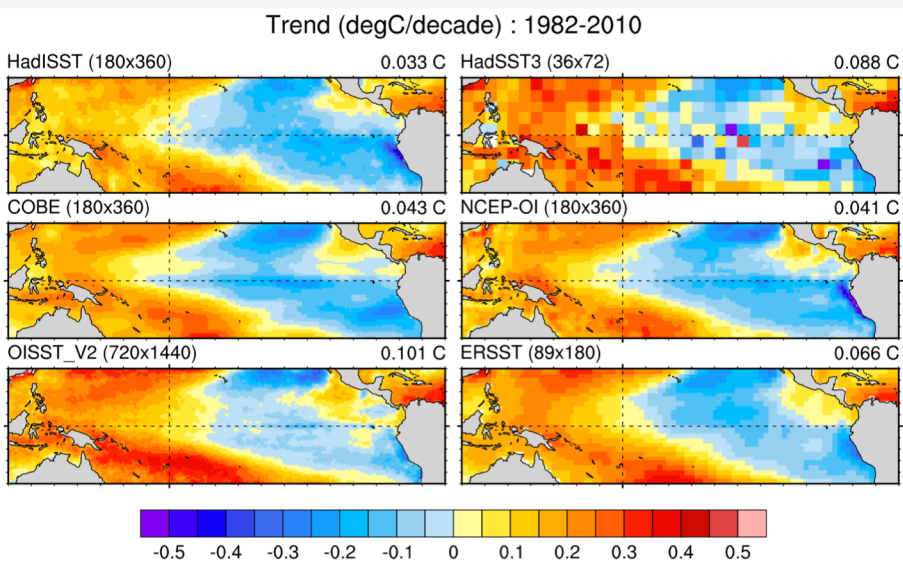 Trend (degC/decade) : 1982-2010
HadISST (180x360) 0.033 C
HadSST3 (36x72) 0.088 C
COBE (180x360) 0.043 C
NCEP-OI (180x360) 0.041 C
OISST_V2 (720x1440) 0.101 C
ERSST (89x180) 0.066 C
-0.5 -0.4 -0.3 -0.2 -0.1 0 0.1 0.2 0.3 0.4 0.5